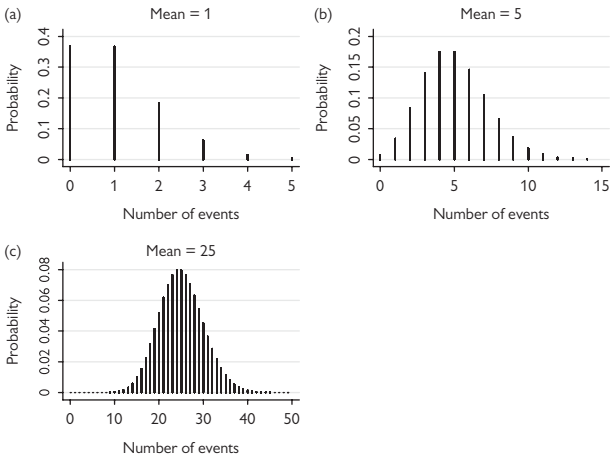 (a)
Mean = 1
Probability
0.4
0.3
0.2
0.1
0
0 1 2 3 4 5
Number of events
(b)
Mean = 5
Probability
0.2
0.15
0.1
0.05
0
0 5 10 15
Number of events
(c)
Mean = 25
Probability
0.08
0.06
0.04
0.02
0
0 10 20 30 40 50
Number of events